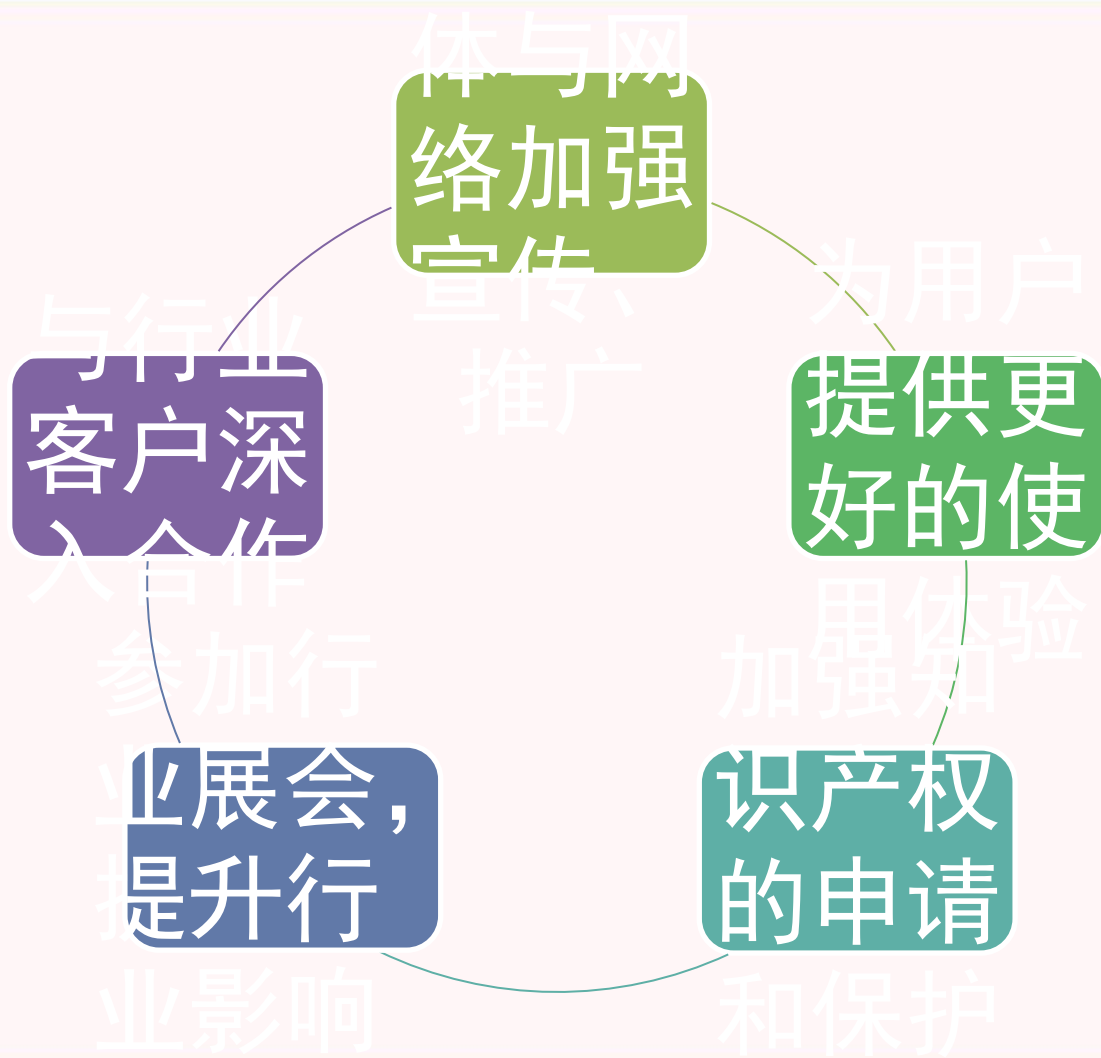 体与网
络加强
宣传、
推广
为用户
提供更
好的使
用体验
加强知
识产权
的申请
和保护
参加行
业展会，
提升行
业影响
与行业
客户深
入合作